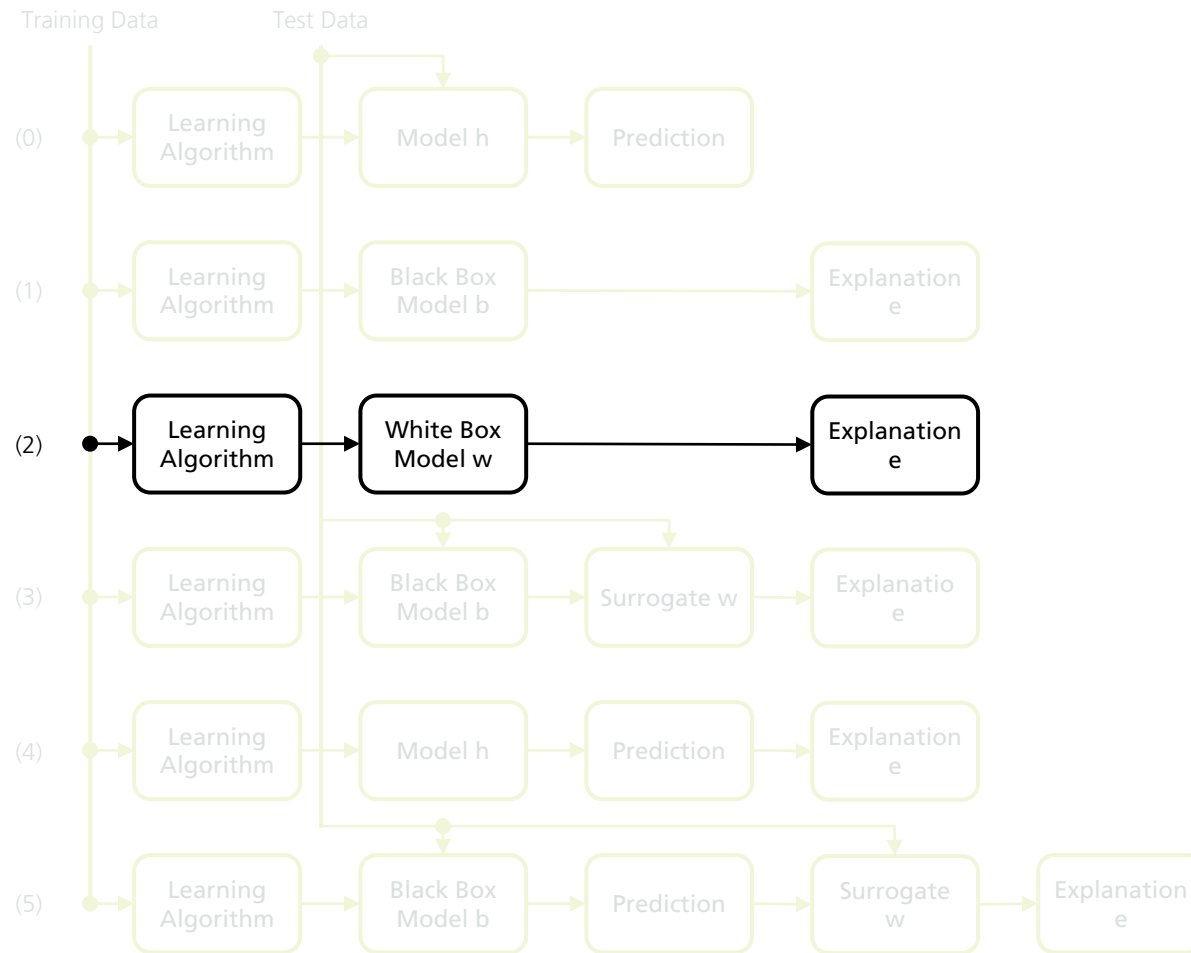 Training Data
Test Data
(0)
Learning
Algorithm
Model h
Prediction
(1)
Learning
Algorithm
Black Box
Model b
Explanation
e
(2)
Learning
Algorithm
White Box
Model w
Explanation
e
(3)
Learning
Algorithm
Black Box
Model b
Surrogate w
Explanatio
e
(4)
Learning
Algorithm
Model h
Prediction
Explanation
e
(5)
Learning
Algorithm
Black Box
Model b
Prediction
Surrogate
w
Explanation
e